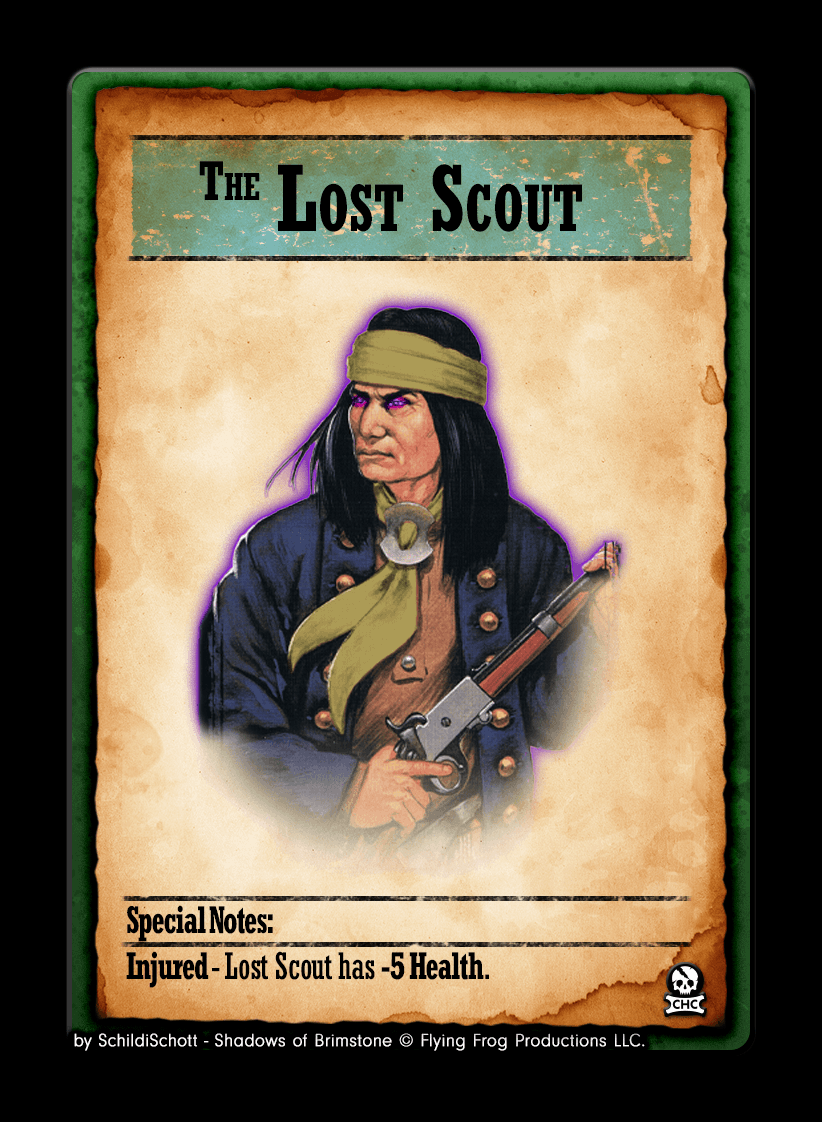 The Lost Scout
Special Notes:
Injured - Lost Scout has -5 Health.
CHC
by SchildiSchott - Shadows of Brimstone © Flying Frog Productions LLC.